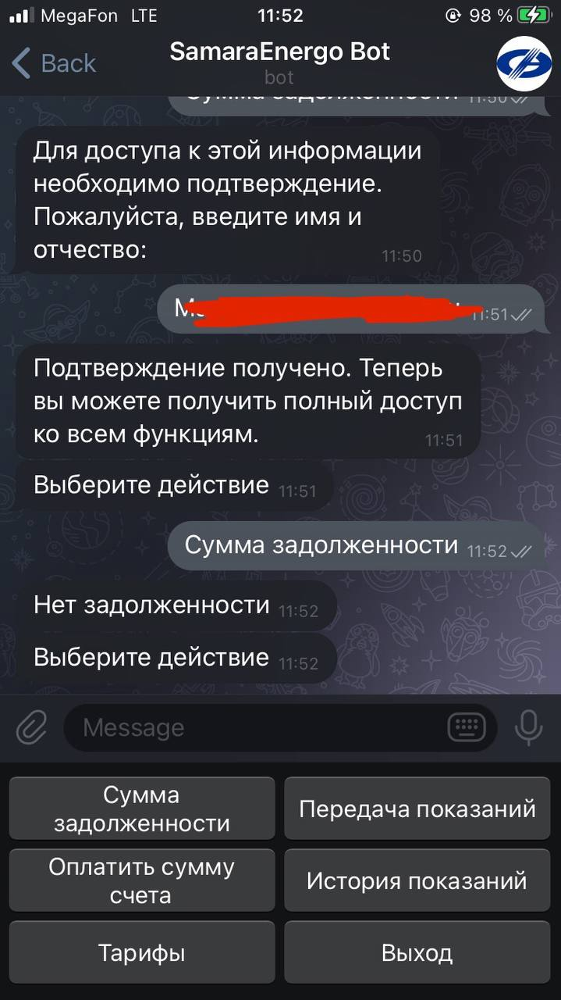 MegaFon LTE 11:52 98 %
Back
SamaraEnergo Bot
bot
Сумма задолженности 11:50
Для доступа к этой информации
необходимо подтверждение.
Пожалуйста, введите имя и
отчество:
11:50
11:51
Подтверждение получено. Теперь
вы можете получить полный доступ
ко всем функциям.
11:51
Выберите действие 11:51
Сумма задолженности 11:52
Нет задолженности 11:52
Выберите действие 11:52
Message
Сумма
задолженности
Передача показаний
Оплатить сумму
счета
История показаний
Тарифы
Выход